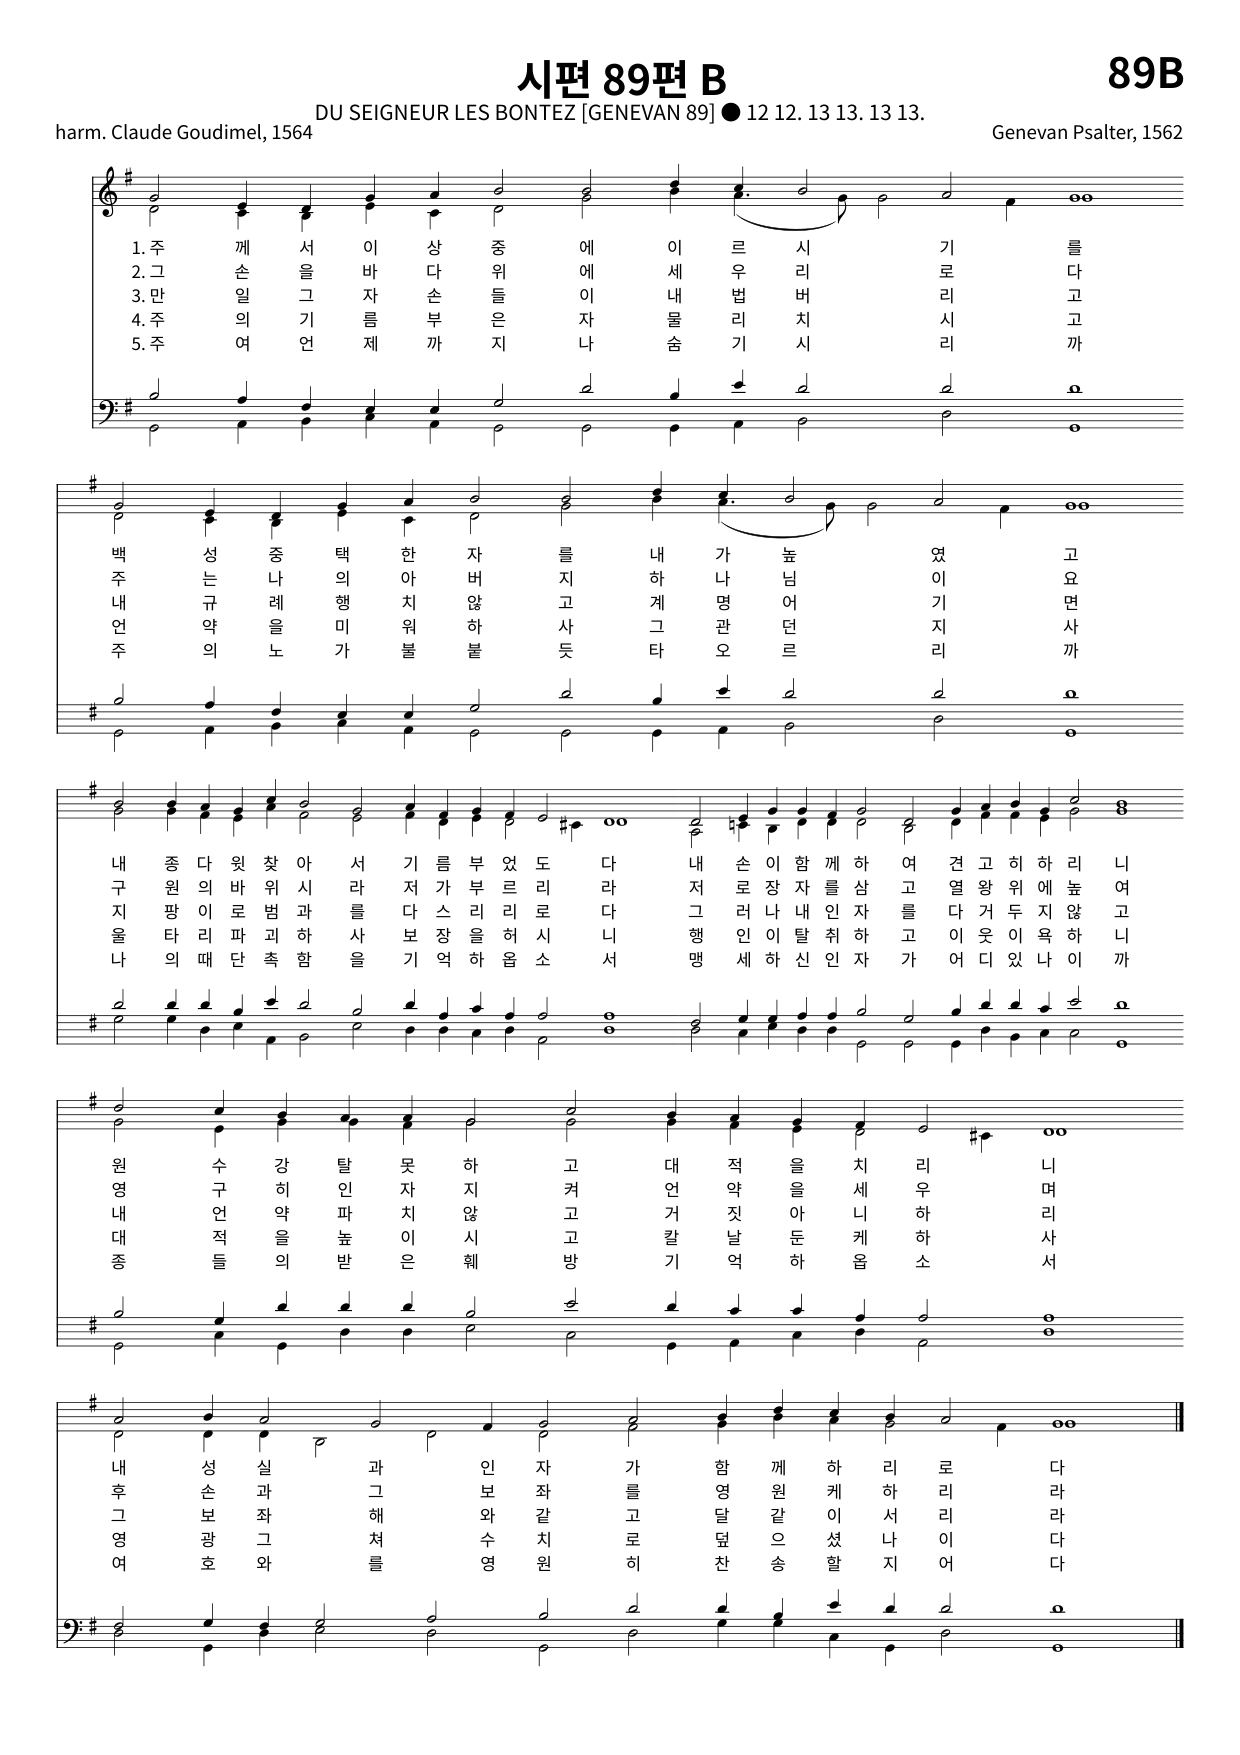 시편 89편 B
89B
DU SEIGNEUR LES BONTEZ [GENEVAN 89] ● 12 12. 13 13. 13 13.
harm. Claude Goudimel, 1564
Genevan Psalter, 1562
1. 주 께 서 이 상 중 에 이 르 시 기 를
2. 그 손 을 바 다 위 에 세 우 리 로 다
3. 만 일 그 자 손 들 이 내 법 버 리 고
4. 주 의 기 름 부 은 자 물 리 치 시 고
5. 주 여 언 제 까 지 나 숨 기 시 리 까
백 성 중 택 한 자 를 내 가 높 였 고
주 는 나 의 아 버 지 하 나 님 이 요
내 규 례 행 치 않 고 계 명 어 기 면
언 약 을 미 워 하 사 그 관 던 지 사
주 의 노 가 불 붙 듯 타 오 르 리 까
내 종 다 윗 찾 아 서 기 름 부 었 도 다 내 손 이 함 께 하 여 견 고 히 하 리 니
구 원 의 바 위 시 라 저 가 부 르 리 라 저 로 장 자 를 삼 고 열 왕 위 에 높 여
지 팡 이 로 범 과 를 다 스 리 리 로 다 그 러 나 내 인 자 를 다 거 두 지 않 고
울 타 리 파 괴 하 사 보 장 을 허 시 니 행 인 이 탈 취 하 고 이 웃 이 욕 하 니
나 의 때 단 촉 함 을 기 억 하 옵 소 서 맹 세 하 신 인 자 가 어 디 있 나 이 까
원 수 강 탈 못 하 고 대 적 을 치 리 니
영 구 히 인 자 지 켜 언 약 을 세 우 며
내 언 약 파 치 않 고 거 짓 아 니 하 리
대 적 을 높 이 시 고 칼 날 둔 케 하 사
종 들 의 받 은 훼 방 기 억 하 옵 소 서
내 성 실 과 인 자 가 함 께 하 리 로 다
후 손 과 그 보 좌 를 영 원 케 하 리 라
그 보 좌 해 와 같 고 달 같 이 서 리 라
영 광 그 쳐 수 치 로 덮 으 셨 나 이 다
여 호 와 를 영 원 히 찬 송 할 지 어 다